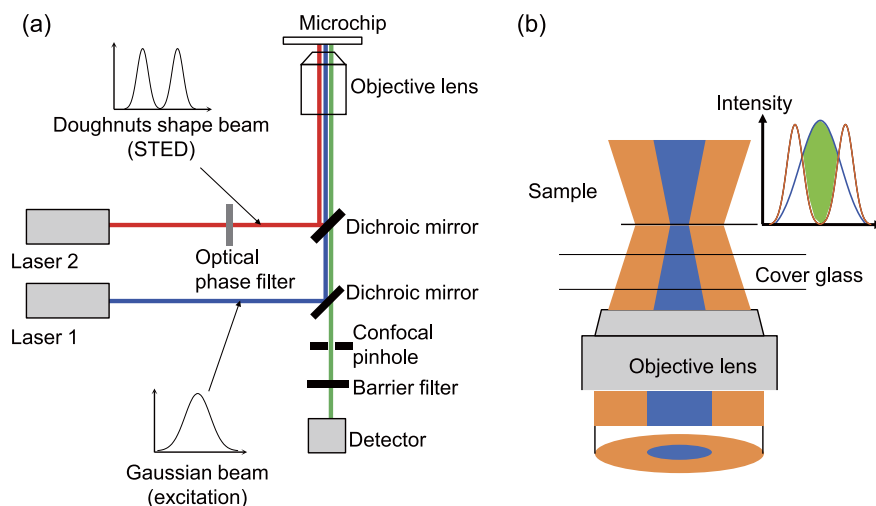 (a)
Microchip
Objective lens
Doughnuts shape beam
(STED)
Dichroic mirror
Laser 2
Optical
phase filter
Dichroic mirror
Laser 1
Confocal
pinhole
Barrier filter
Detector
Gaussian beam
(excitation)
(b)
Intensity
Sample
Cover glass
Objective lens